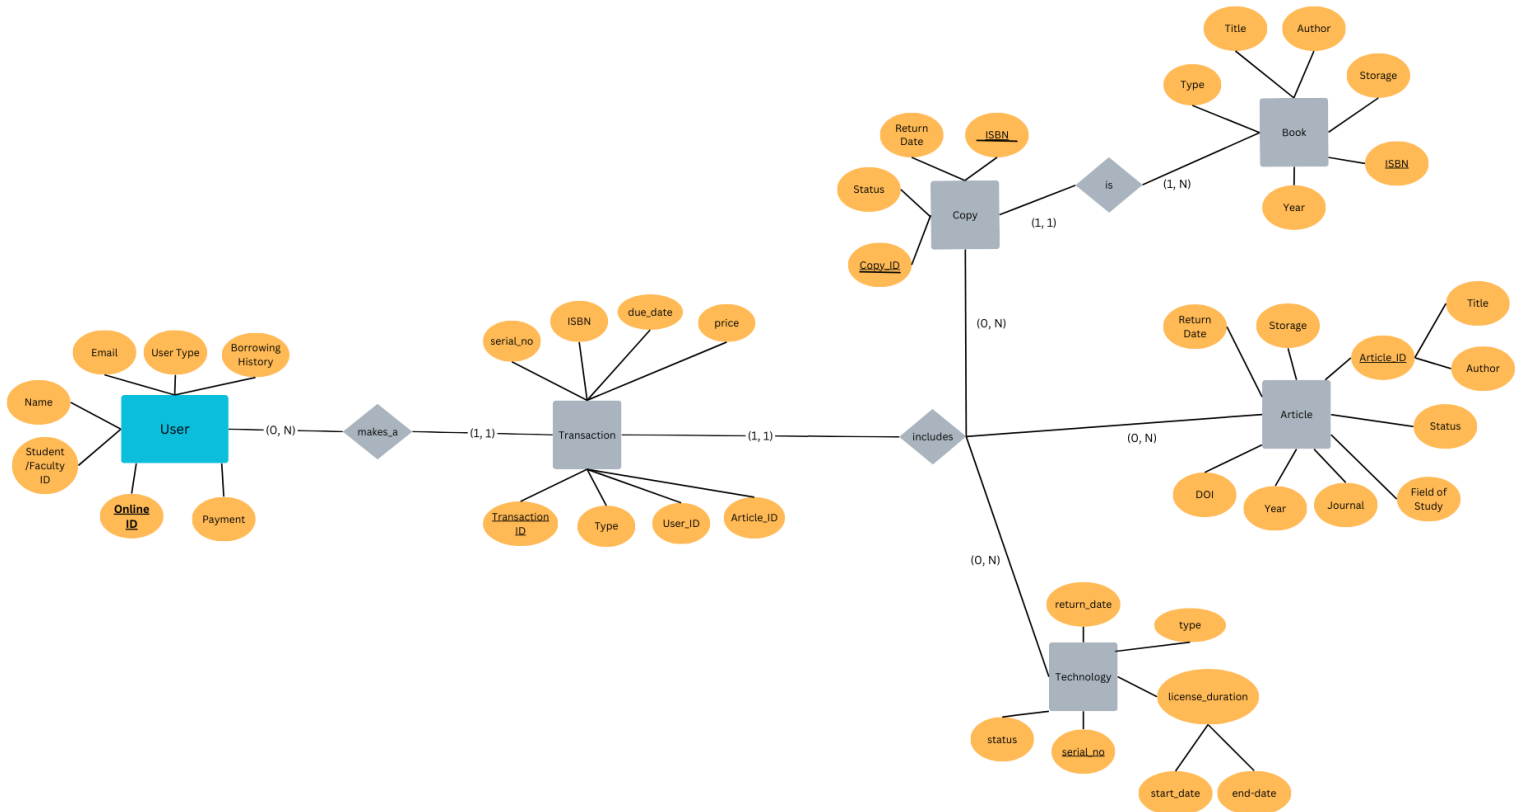 Title
Author
Type
Storage
Book
ISBN
Year
Return
Date
ISBN
Status
Copy
Copy_ID
is
(1, 1)
(1, N)
(0, N)
Email
User Type
Borrowing
History
Name
User
Student
/Faculty
ID
Online
ID
Payment
(0, N)
makes_a
(1, 1)
serial_no
ISBN
due_date
price
Transaction
Transaction
ID
Type
User_ID
Article_ID
(1, 1)
includes
(0, N)
Return
Date
Storage
Article_ID
Title
Author
Article
Status
DOI
Year
Journal
Field of
Study
(0, N)
return_date
type
Technology
license_duration
status
serial_no
start_date
end-date